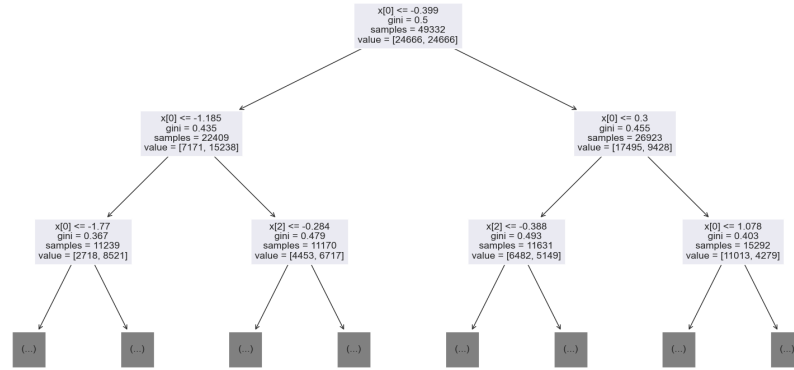 x[0] <= -0.399
gini = 0.5
samples = 49332
value = [24666, 24666]
x[0] <= -1.185
gini = 0.435
samples = 22409
value = [7171, 15238]
x[0] <= 0.3
gini = 0.455
samples = 26923
value = [17495, 9428]
x[0] <= -1.77
gini = 0.367
samples = 11239
value = [2718, 8521]
x[2] <= -0.284
gini = 0.479
samples = 11170
value = [4453, 6717]
x[2] <= -0.388
gini = 0.493
samples = 11631
value = [6482, 5149]
x[0] <= 1.078
gini = 0.403
samples = 15292
value = [11013, 4279]
(...)
(...)
(...)
(...)
(...)
(...)
(...)
(...)